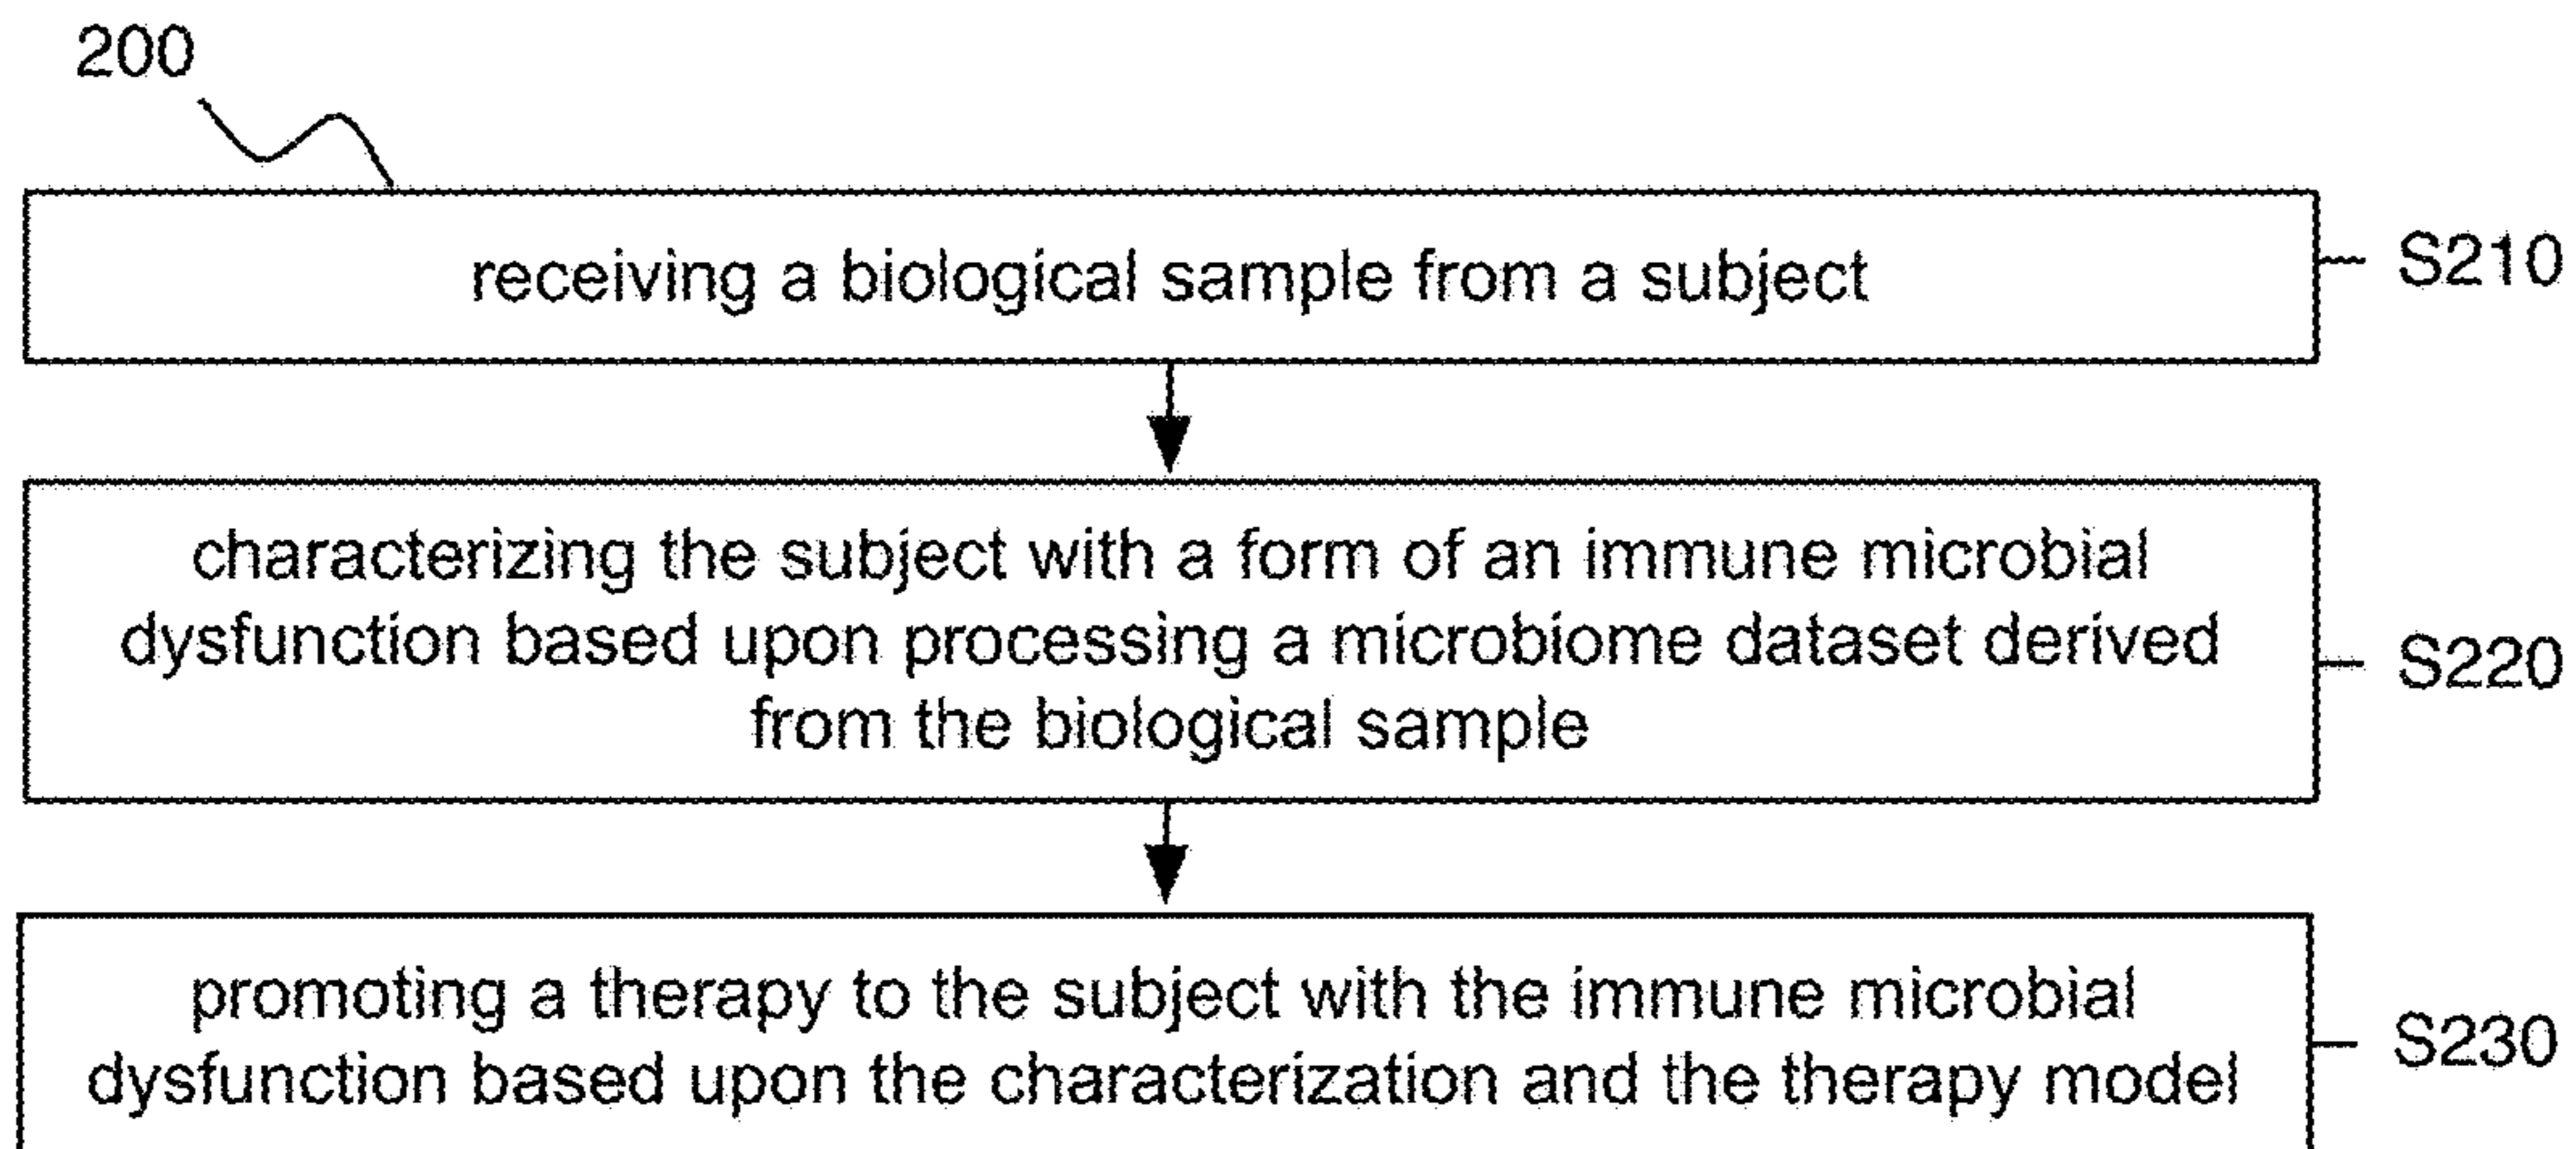 200
receiving a biological sample from a subject
S210
characterizing the subject with a form of an immune microbial
dysfunction based upon processing a microbiome dataset derived
from the biological sample
S220
promoting a therapy to the subject with the immune microbial
dysfunction based upon the characterization and the therapy model
S230